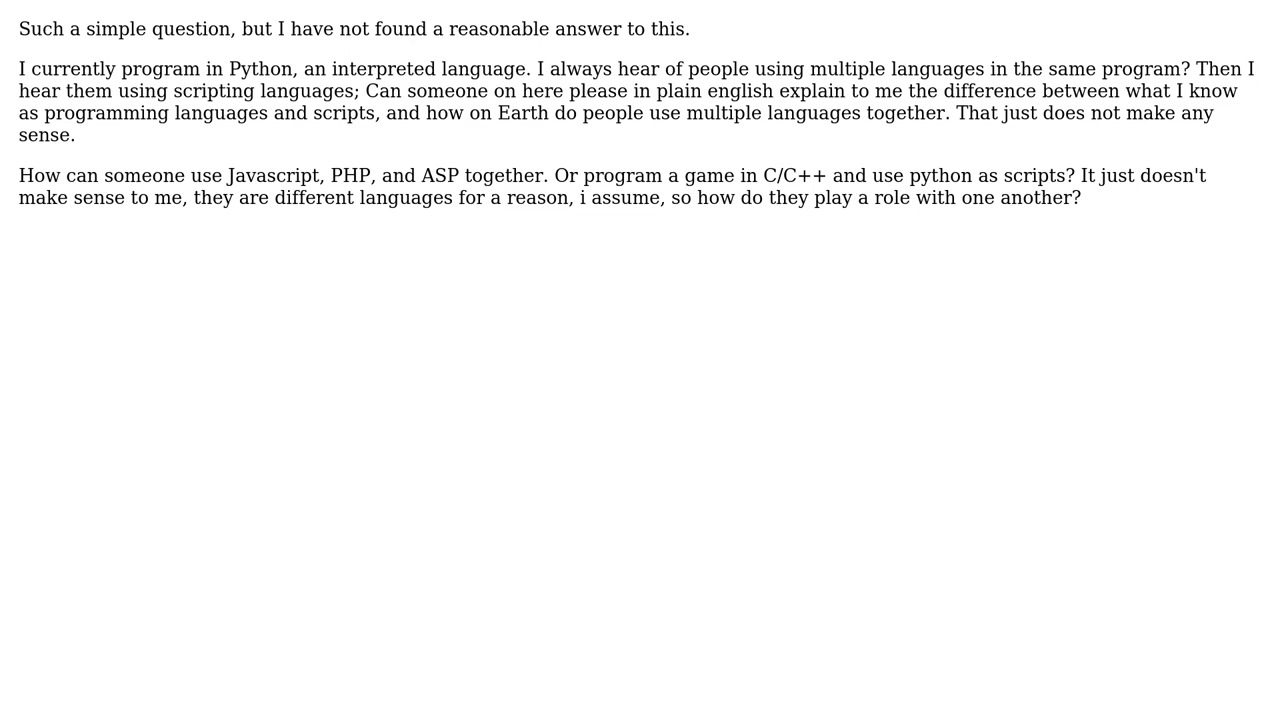 Such a simple question, but I have not found a reasonable answer to this.
I currently program in Python, an interpreted language. I always hear of people using multiple languages in the same program? Then I
hear them using scripting languages; Can someone on here please in plain english explain to me the difference between what I know
as programming languages and scripts, and how on Earth do people use multiple languages together. That just does not make any
sense.
How can someone use Javascript, PHP, and ASP together. Or program a game in C/C++ and use python as scripts? It just doesn't
make sense to me, they are different languages for a reason, i assume, so how do they play a role with one another?